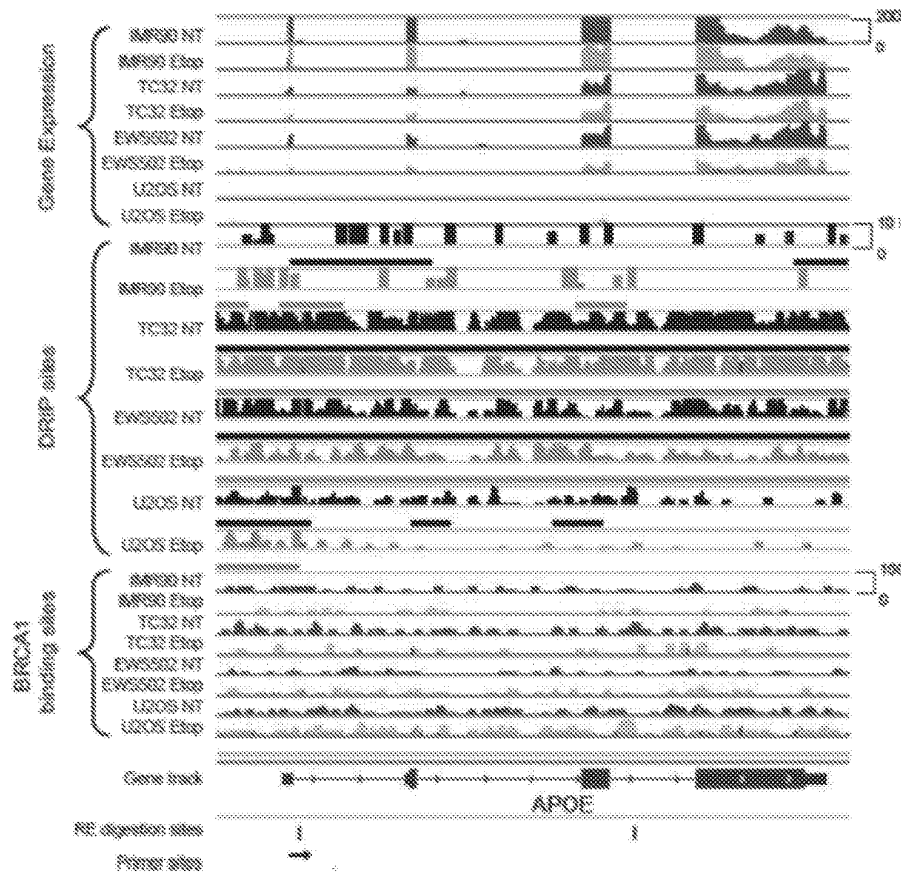 Gene Expression
IMR90 NT
IMR90 Etop
TC32 NT
TC32 Etop
EWS502 NT
EWS502 Etop
U2OS NT
U2OS Etop
200
0
DRIP sites
IMR90 NT
IMR90 Etop
TC32 NT
TC32 Etop
EWS502 NT
EWS502 Etop
U2OS NT
U2OS Etop
10
0
BRCA1
binding sites
IMR90 NT
IMR90 Etop
TC32 NT
TC32 Etop
EWS502 NT
EWS502 Etop
U2OS NT
U2OS Etop
100
0
Gene track
APOE
RE digestion sites
Primer sites